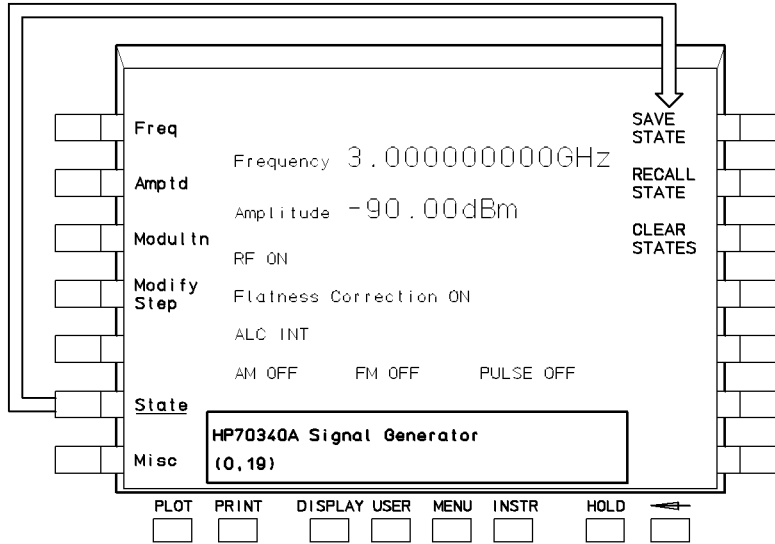 Freq
Amptd
Modultn
Modify
Step
State
Misc
Frequency 3.000000000GHz
Amplitude -90.00dBm
RF ON
Flatness Correction ON
ALC INT
AM OFF FM OFF PULSE OFF
HP70340A Signal Generator
(0,19)
SAVE
STATE
RECALL
STATE
CLEAR
STATES
PLOT PRINT DISPLAY USER MENU INSTR HOLD